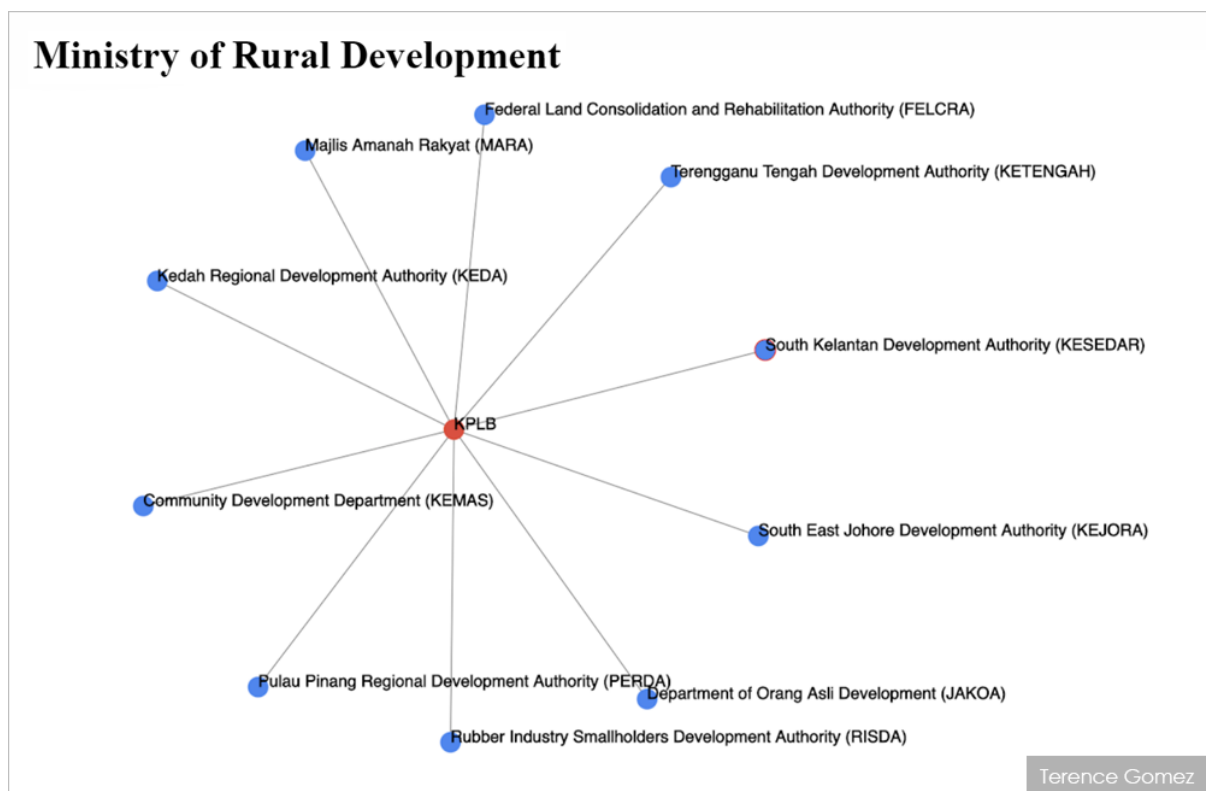 Ministry of Rural Development
Federal Land Consolidation and Rehabilitation Authority (FELCRA)
Majlis Amanah Rakyat (MARA)
Terengganu Tengah Development Authority (KETENGAH)
Kedah Regional Development Authority (KEDA)
South Kelantan Development Authority (KESEDAR)
KPLB
Community Development Department (KEMAS)
South East Johore Development Authority (KEJORA)
Pulau Pinang Regional Development Authority (PERDA)
Department of Orang Asli Development (JAKOA)
Rubber Industry Smallholders Development Authority (RISDA)
Terence Gomez